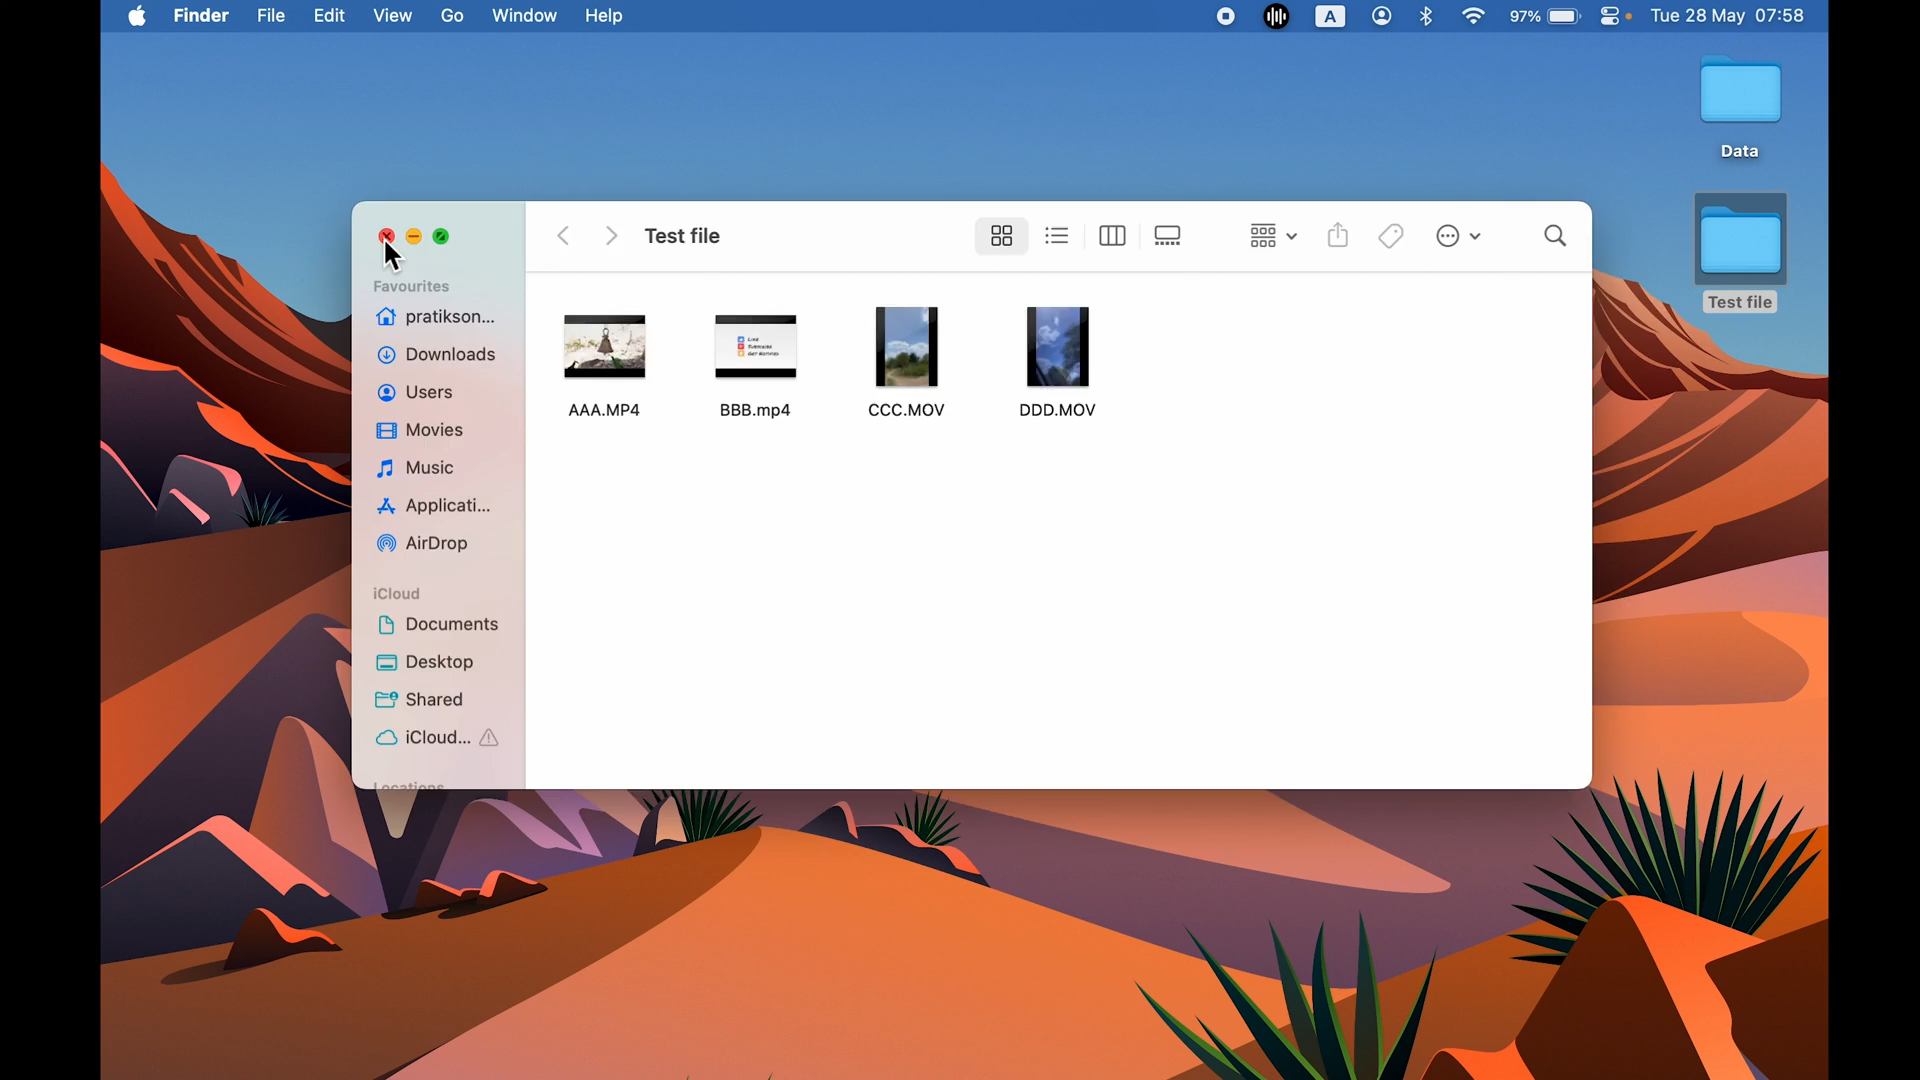 Finder File Edit View Go Window Help A 97% Tue 28 May 07:58
Data
Test file
Test file
Favourites
pratikson...
Downloads
Users
Movies
Music
Applicati...
AirDrop
iCloud
Documents
Desktop
Shared
iCloud...
Locations
AAA.MP4
BBB.mp4
CCC.MOV
DDD.MOV